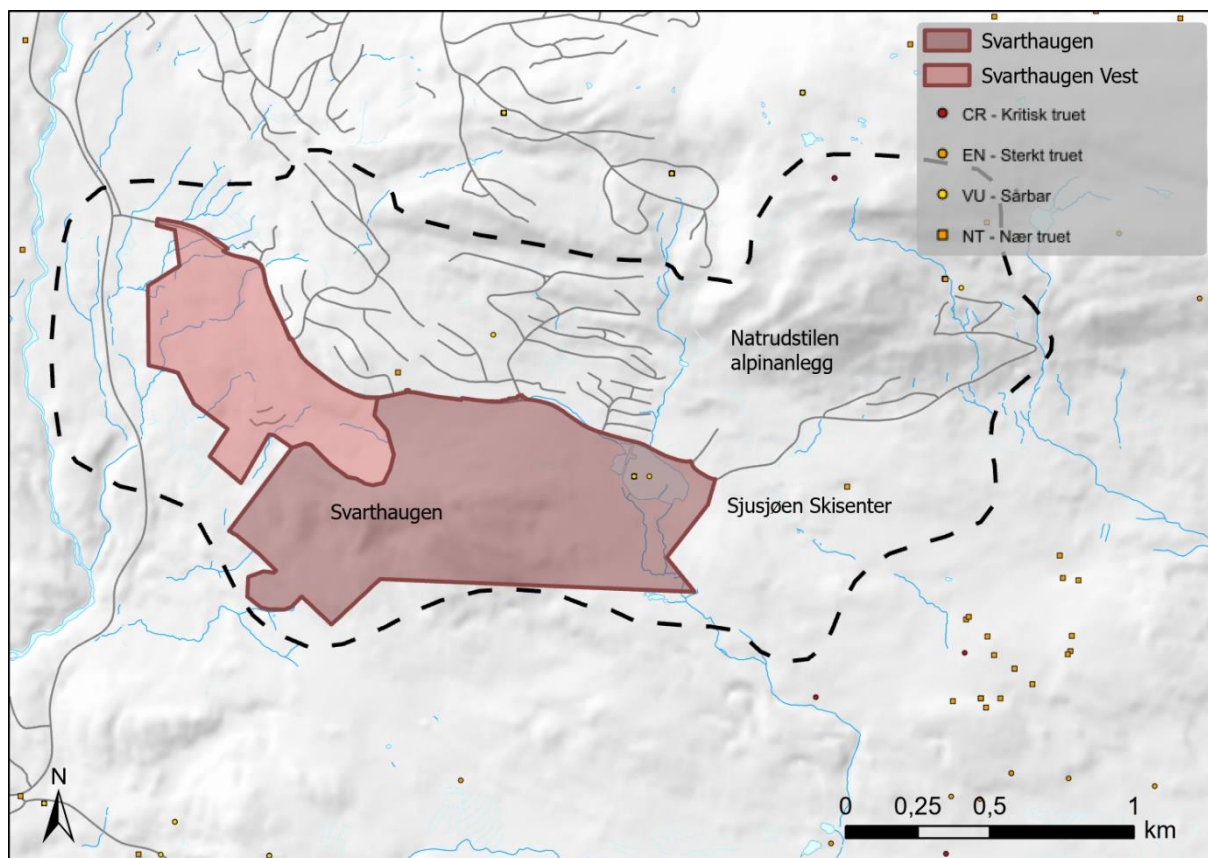 Svarthaugen
Svarthaugen Vest
CR - Kritisk truet
EN - Sterkt truet
VU - Sårbar
NT - Nær truet
Natrudstilen
alpinanlegg
Svarthaugen
Sjusjøen Skisenter
N
0 0,25 0,5 1
km